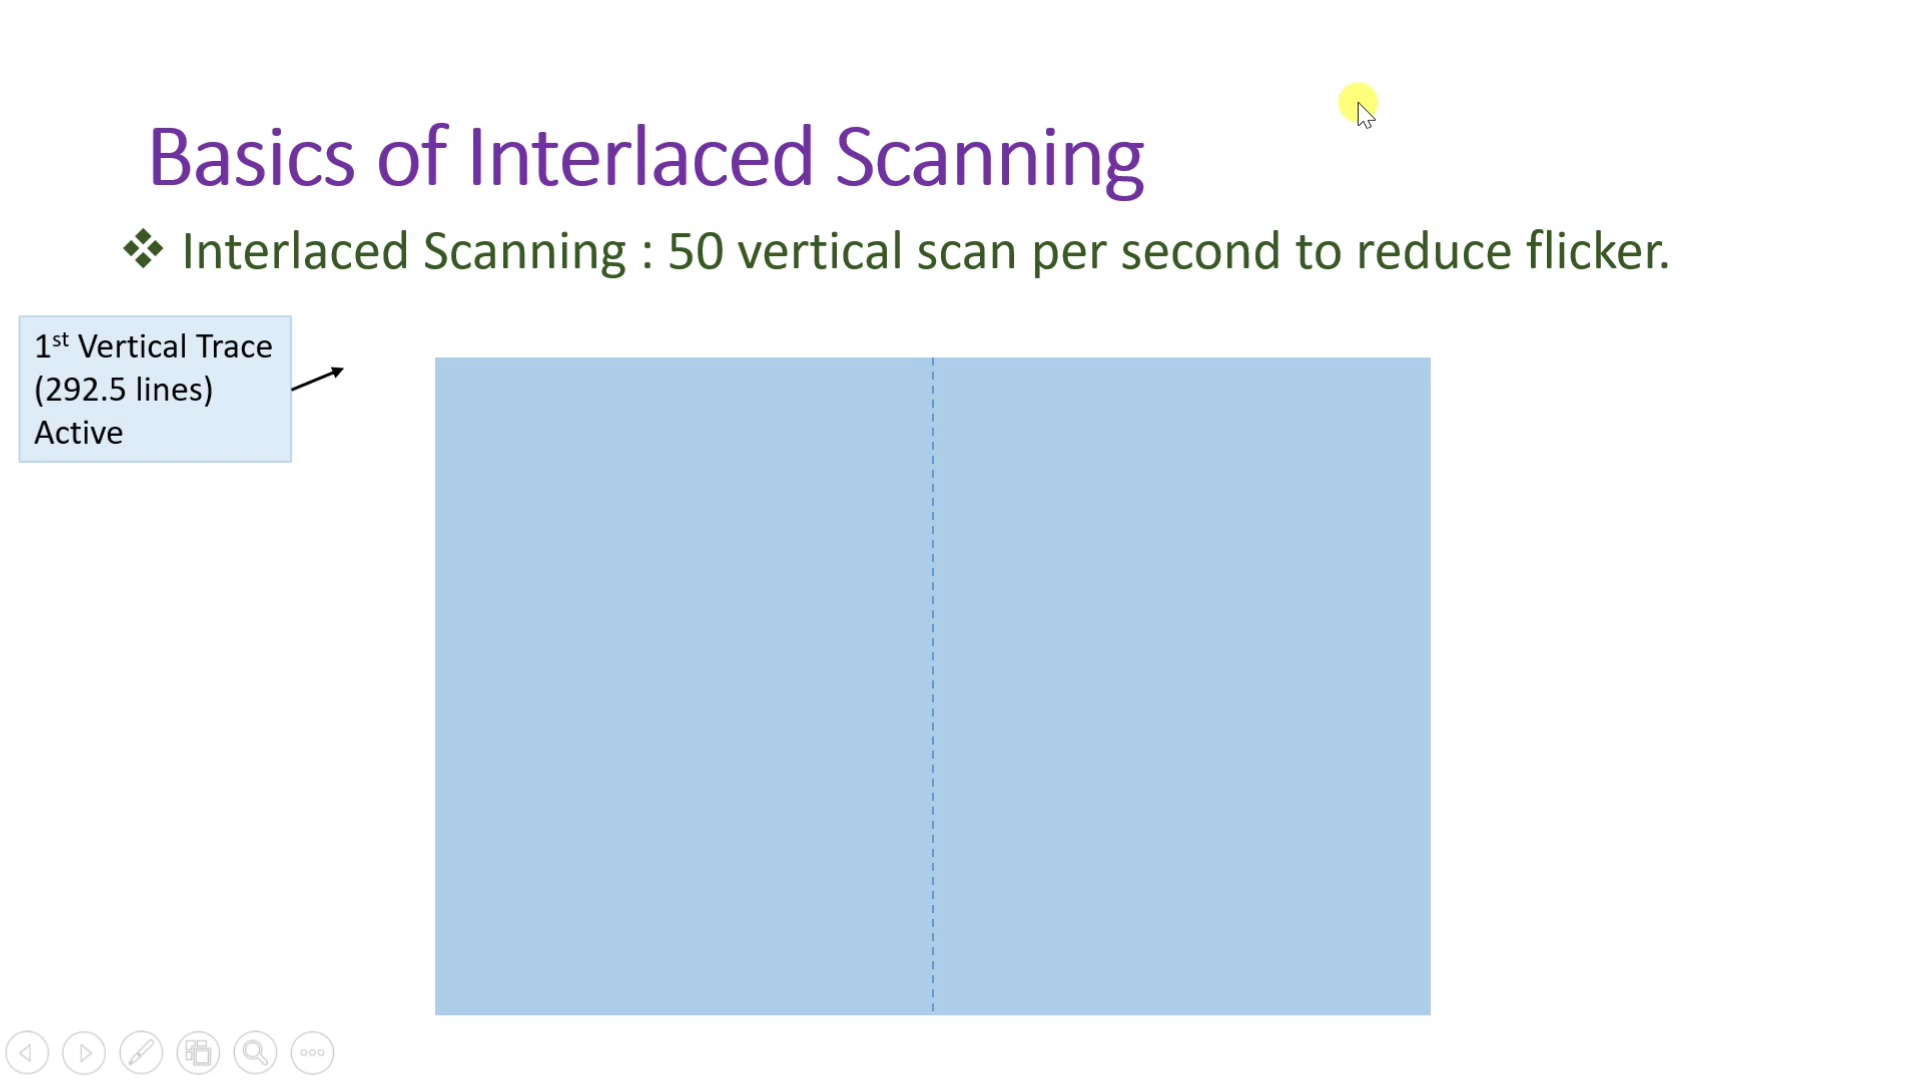 Basics of Interlaced Scanning
❖ Interlaced Scanning : 50 vertical scan per second to reduce flicker.
1st Vertical Trace
(292.5 lines)
Active